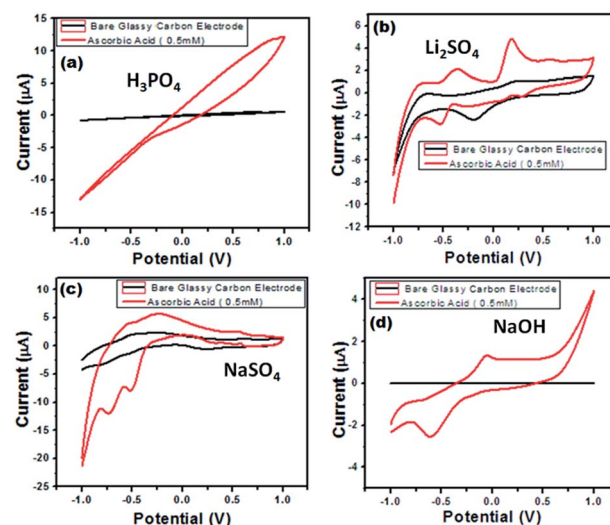 (a)
Bare Glassy Carbon Electrode
Ascorbic Acid ( 0.5mM)
H₃PO₄
Current (µA)
15
10
5
0
-5
-10
-15
-1.0 -0.5 0.0 0.5 1.0
Potential (V)
(b)
Li₂SO₄
Bare Glassy Carbon Electrode
Ascorbic Acid ( 0.5mM)
Current (µA)
8
6
4
2
0
-2
-4
-6
-8
-10
-12
-1.0 -0.5 0.0 0.5 1.0
Potential (V)
(c)
Bare Glassy Carbon Electrode
Ascorbic Acid ( 0.5mM)
NaSO₄
Current (µA)
10
5
0
-5
-10
-15
-20
-25
-1.0 -0.5 0.0 0.5 1.0
Potential (V)
Bare Glassy Carbon Electrode
Ascorbic Acid ( 0.5mM)
(d)
NaOH
Current (µA)
4
2
0
-2
-4
-1.0 -0.5 0.0 0.5 1.0
Potential (V)